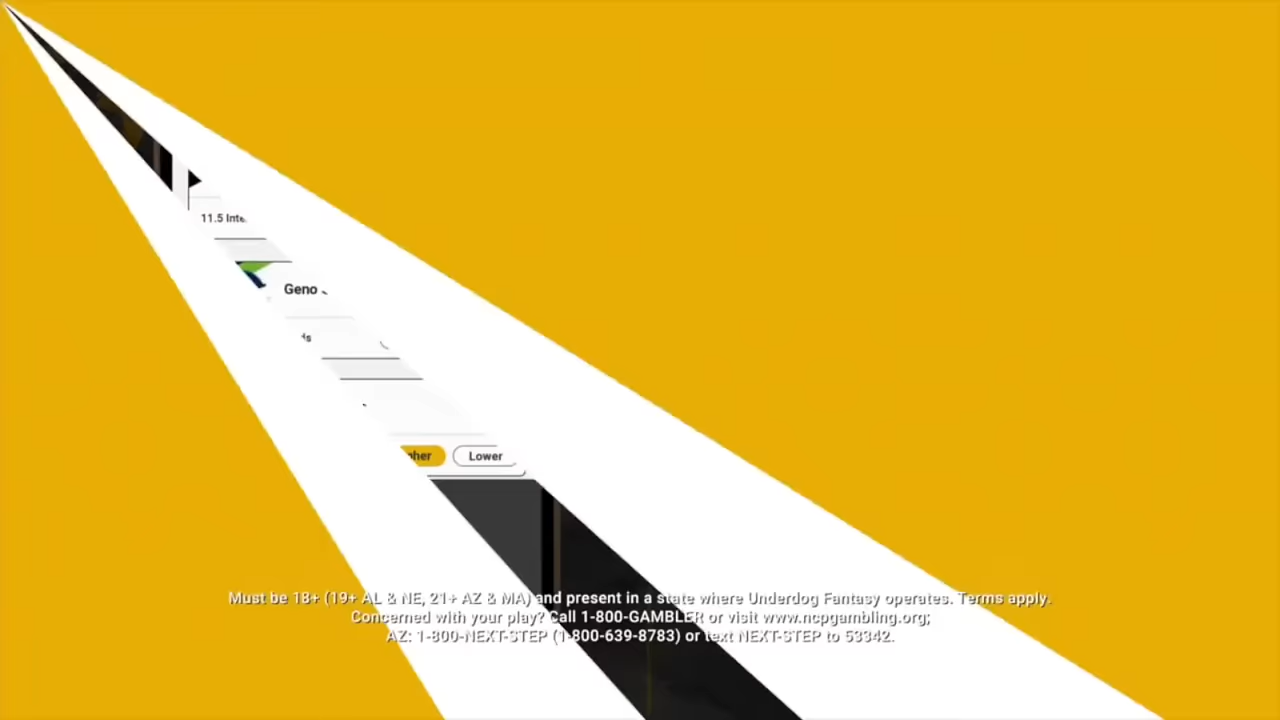 11.5
Geno
Lower
Must be 18+ (19+ AL & NE, 21+ AZ & MA) and present in a state where Underdog Fantasy operates. Terms apply.
Concerned with your play? Call 1-800-GAMBLER or visit www.ncpgambling.org;
AZ: 1-800-NEXT-STEP (1-800-639-8783) or text NEXT-STEP to 53342.